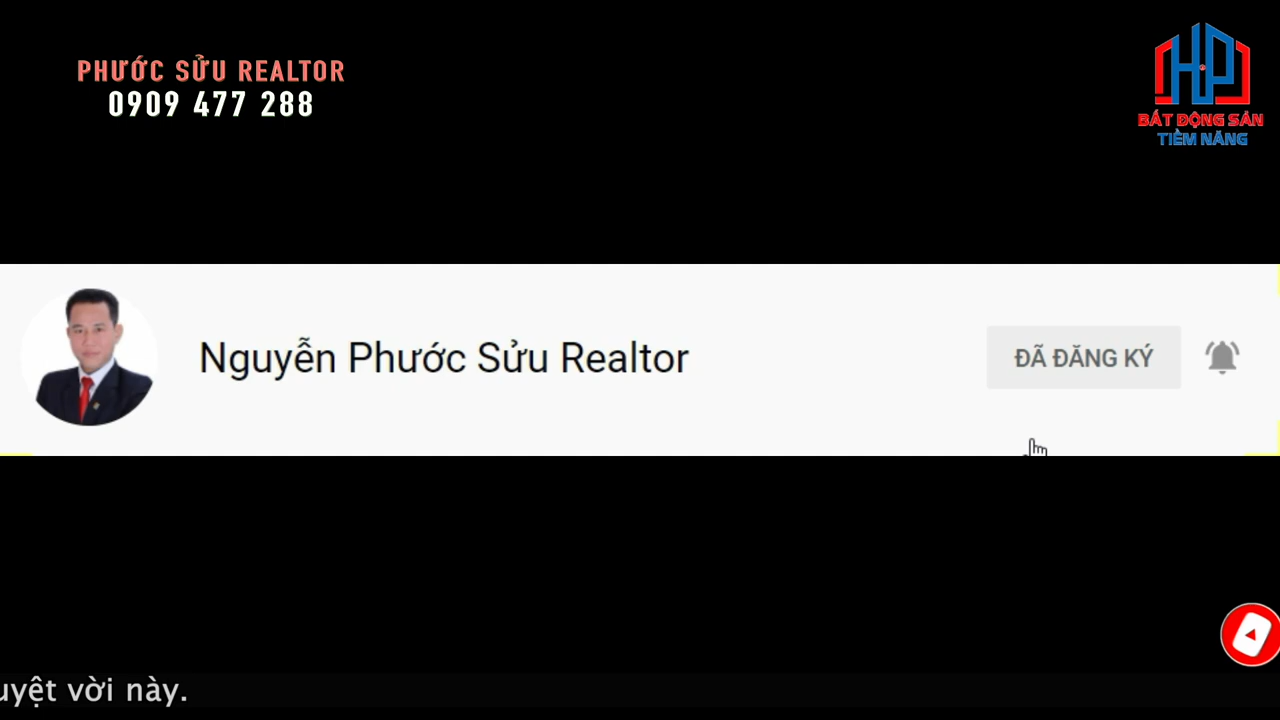 PHƯỚC SỬU REALTOR
0909 477 288
HP
BẤT ĐỘNG SẢN
TIỀM NĂNG
Nguyễn Phước Sửu Realtor
ĐÃ ĐĂNG KÝ
vời này.